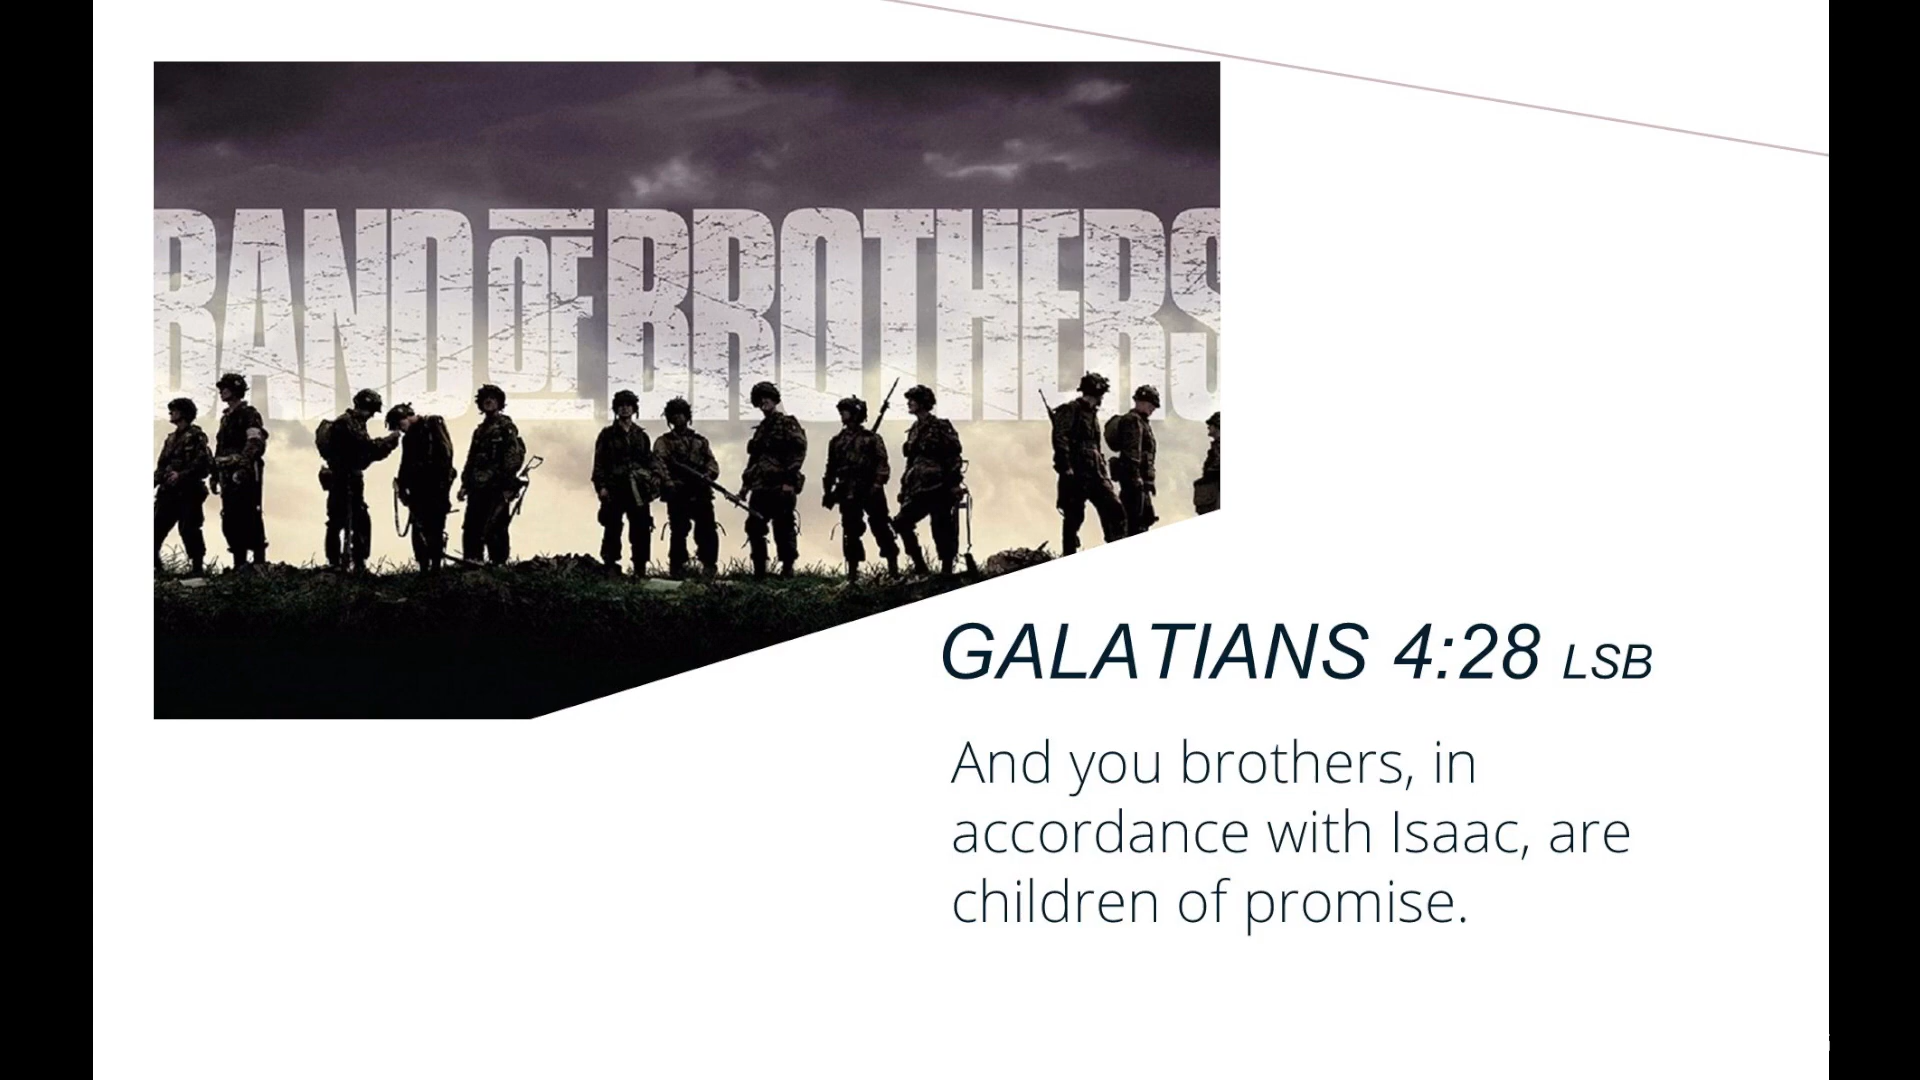 BAND OF BROTHERS
GALATIANS 4:28 LSB
And you brothers, in
accordance with Isaac, are
children of promise.